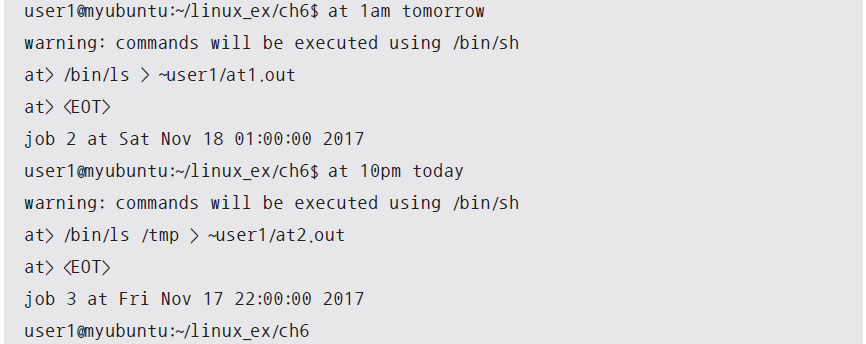 user1@myubuntu:~/linux_ex/ch6$ at 1am tomorrow
warning: commands will be executed using /bin/sh
at> /bin/ls > ~user1/at1.out
at> <EOT>
job 2 at Sat Nov 18 01:00:00 2017
user1@myubuntu:~/linux_ex/ch6$ at 10pm today
warning: commands will be executed using /bin/sh
at> /bin/ls /tmp > ~user1/at2.out
at> <EOT>
job 3 at Fri Nov 17 22:00:00 2017
user1@myubuntu:~/linux_ex/ch6